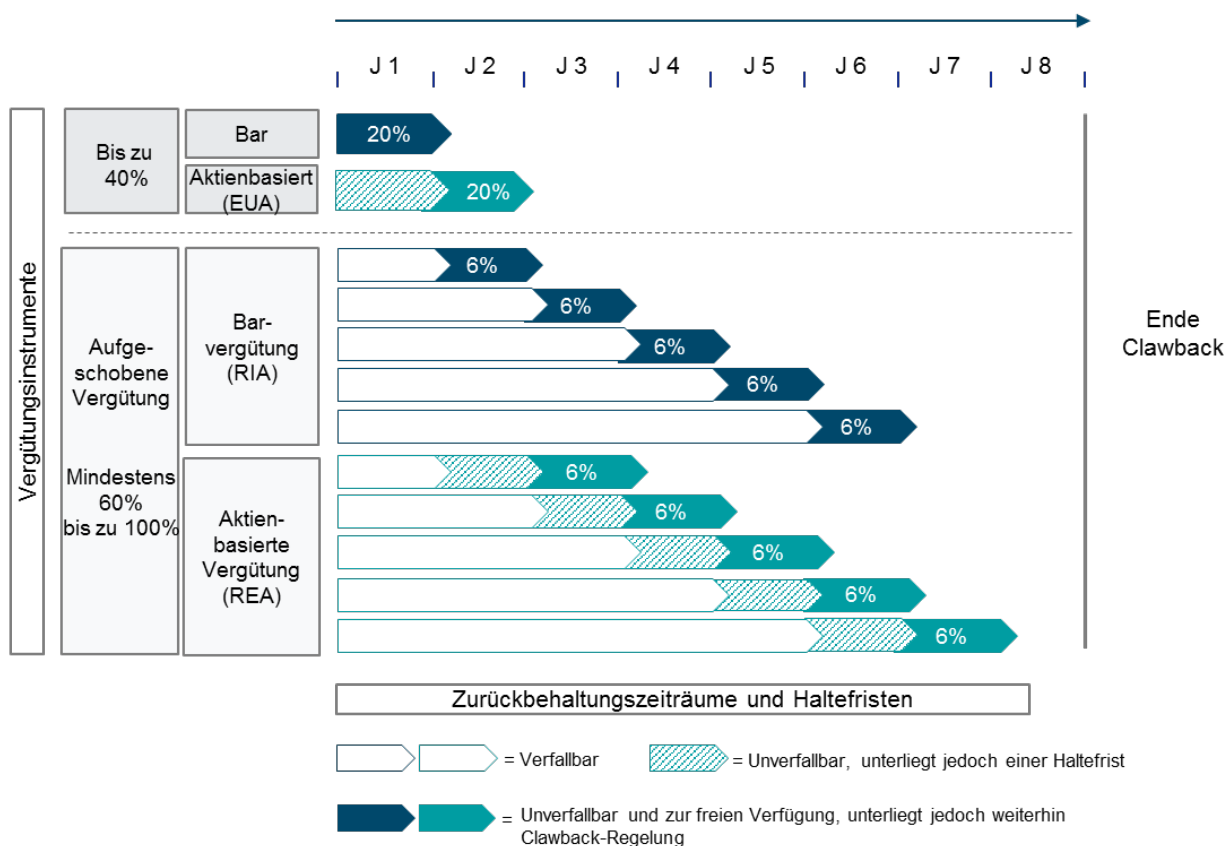 J 1 J 2 J 3 J 4 J 5 J 6 J 7 J 8
Vergütungsinstrumente
Bis zu
40%
Bar
20%
Aktienbasiert
(EUA)
20%
Aufge-
schobene
Vergütung
Mindestens
60%
bis zu 100%
Bar-
vergütung
(RIA)
6%
6%
6%
6%
6%
Aktien-
basierte
Vergütung
(REA)
6%
6%
6%
6%
6%
Ende
Clawback
Zurückbehaltungszeiträume und Haltefristen
= Verfallbar
= Unverfallbar, unterliegt jedoch einer Haltefrist
= Unverfallbar und zur freien Verfügung, unterliegt jedoch weiterhin
Clawback-Regelung